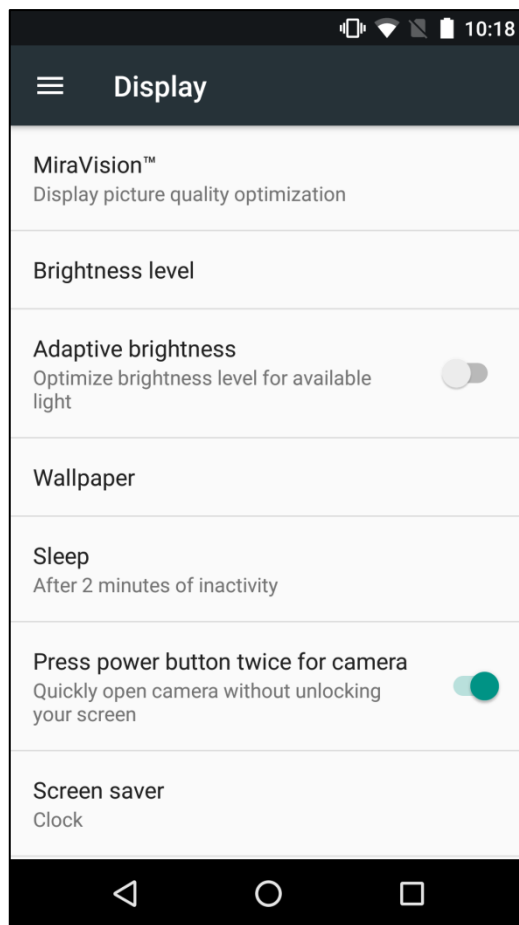 10:18
Display
MiraVision™
Display picture quality optimization
Brightness level
Adaptive brightness
Optimize brightness level for available
light
Wallpaper
Sleep
After 2 minutes of inactivity
Press power button twice for camera
Quickly open camera without unlocking
your screen
Screen saver
Clock